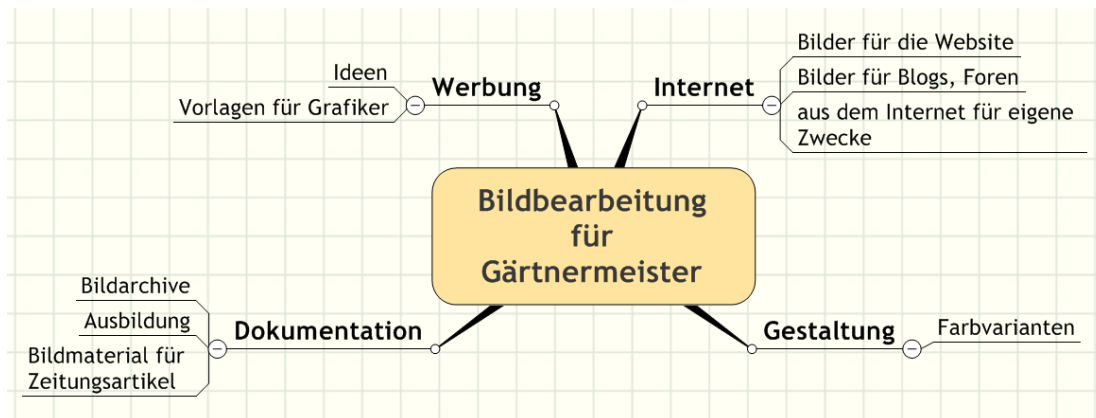 Bildbearbeitung
für
Gärtnermeister
Werbung
Ideen
Vorlagen für Grafiker
Internet
Bilder für die Website
Bilder für Blogs, Foren
aus dem Internet für eigene
Zwecke
Dokumentation
Bildarchive
Ausbildung
Bildmaterial für
Zeitungsartikel
Gestaltung
Farbvarianten